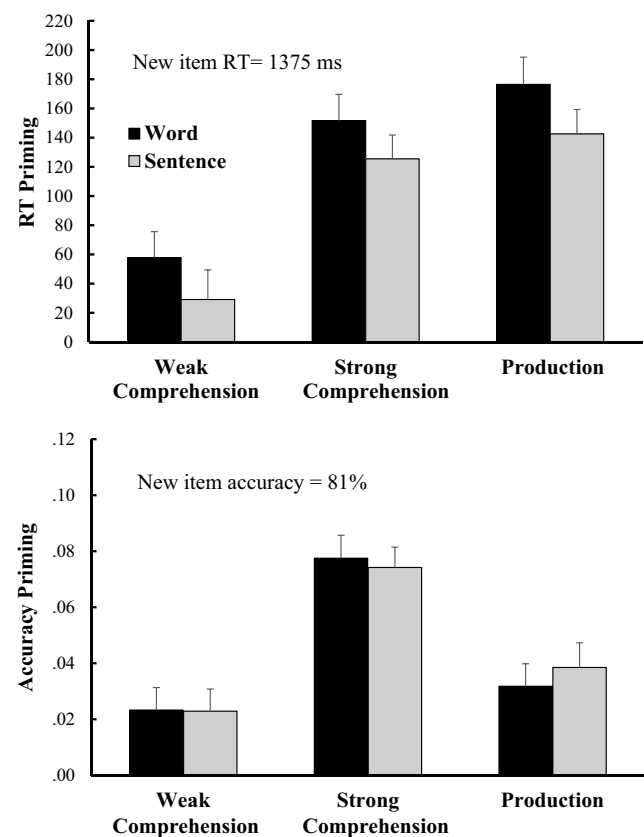 220
200
180
160
140
120
100
80
60
40
20
0
RT Priming
New item RT= 1375 ms
Word
Sentence
Weak Comprehension
Strong Comprehension
Production
.12
.10
.08
.06
.04
.02
.00
Accuracy Priming
New item accuracy = 81%
Weak Comprehension
Strong Comprehension
Production